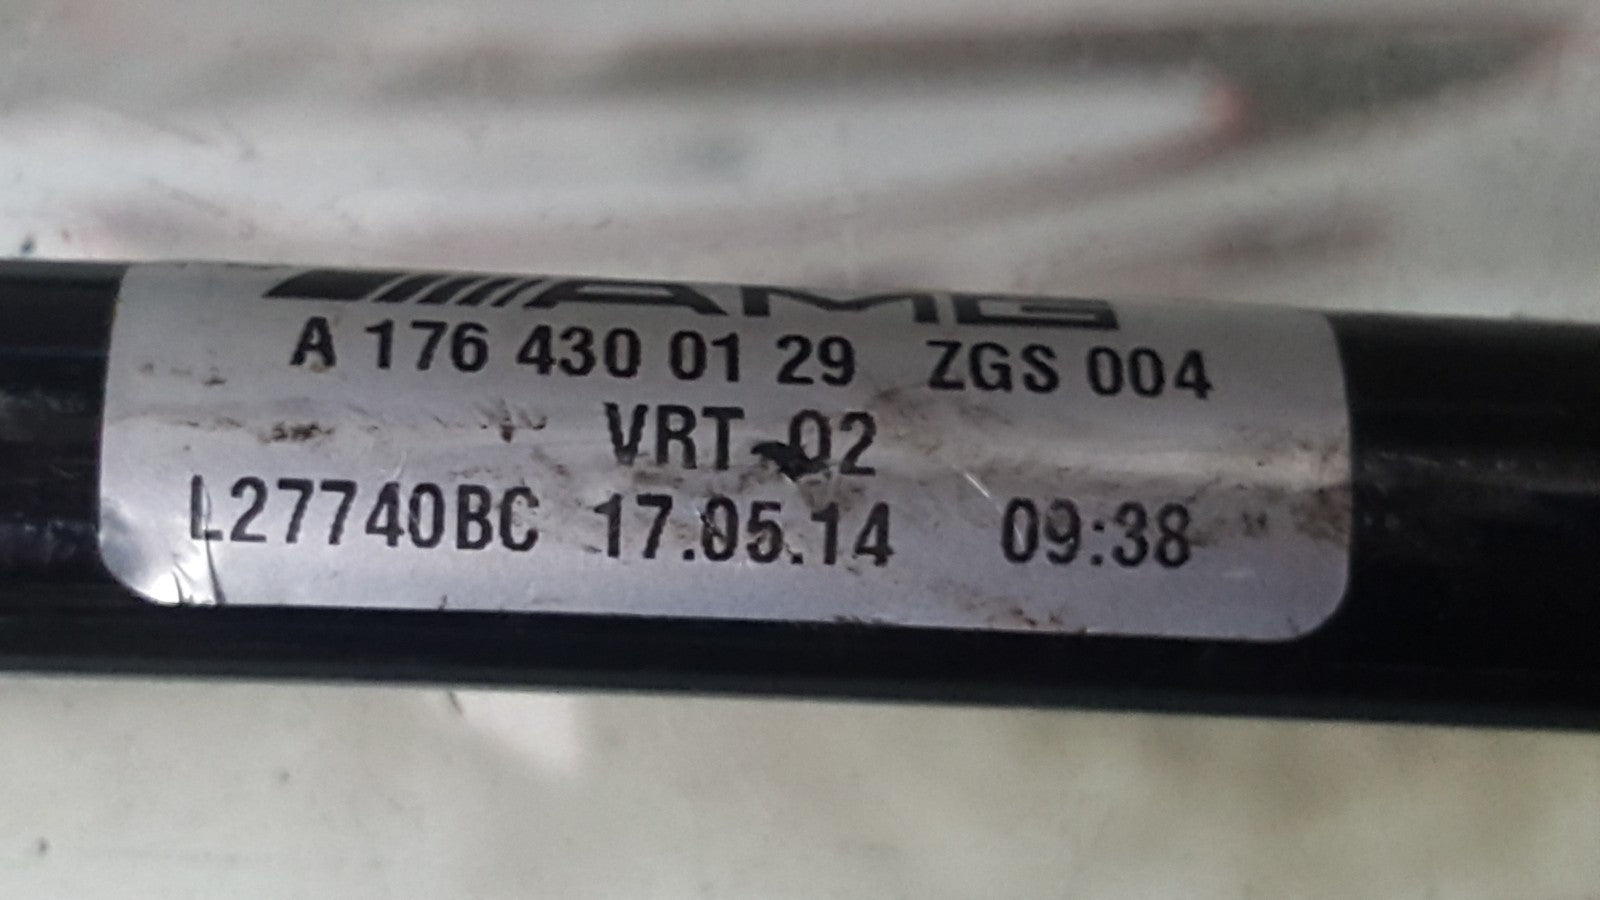 AMG
A 176 430 01 29 ZGS 004
VRT-02
L27740BC 17.05.14 09:38